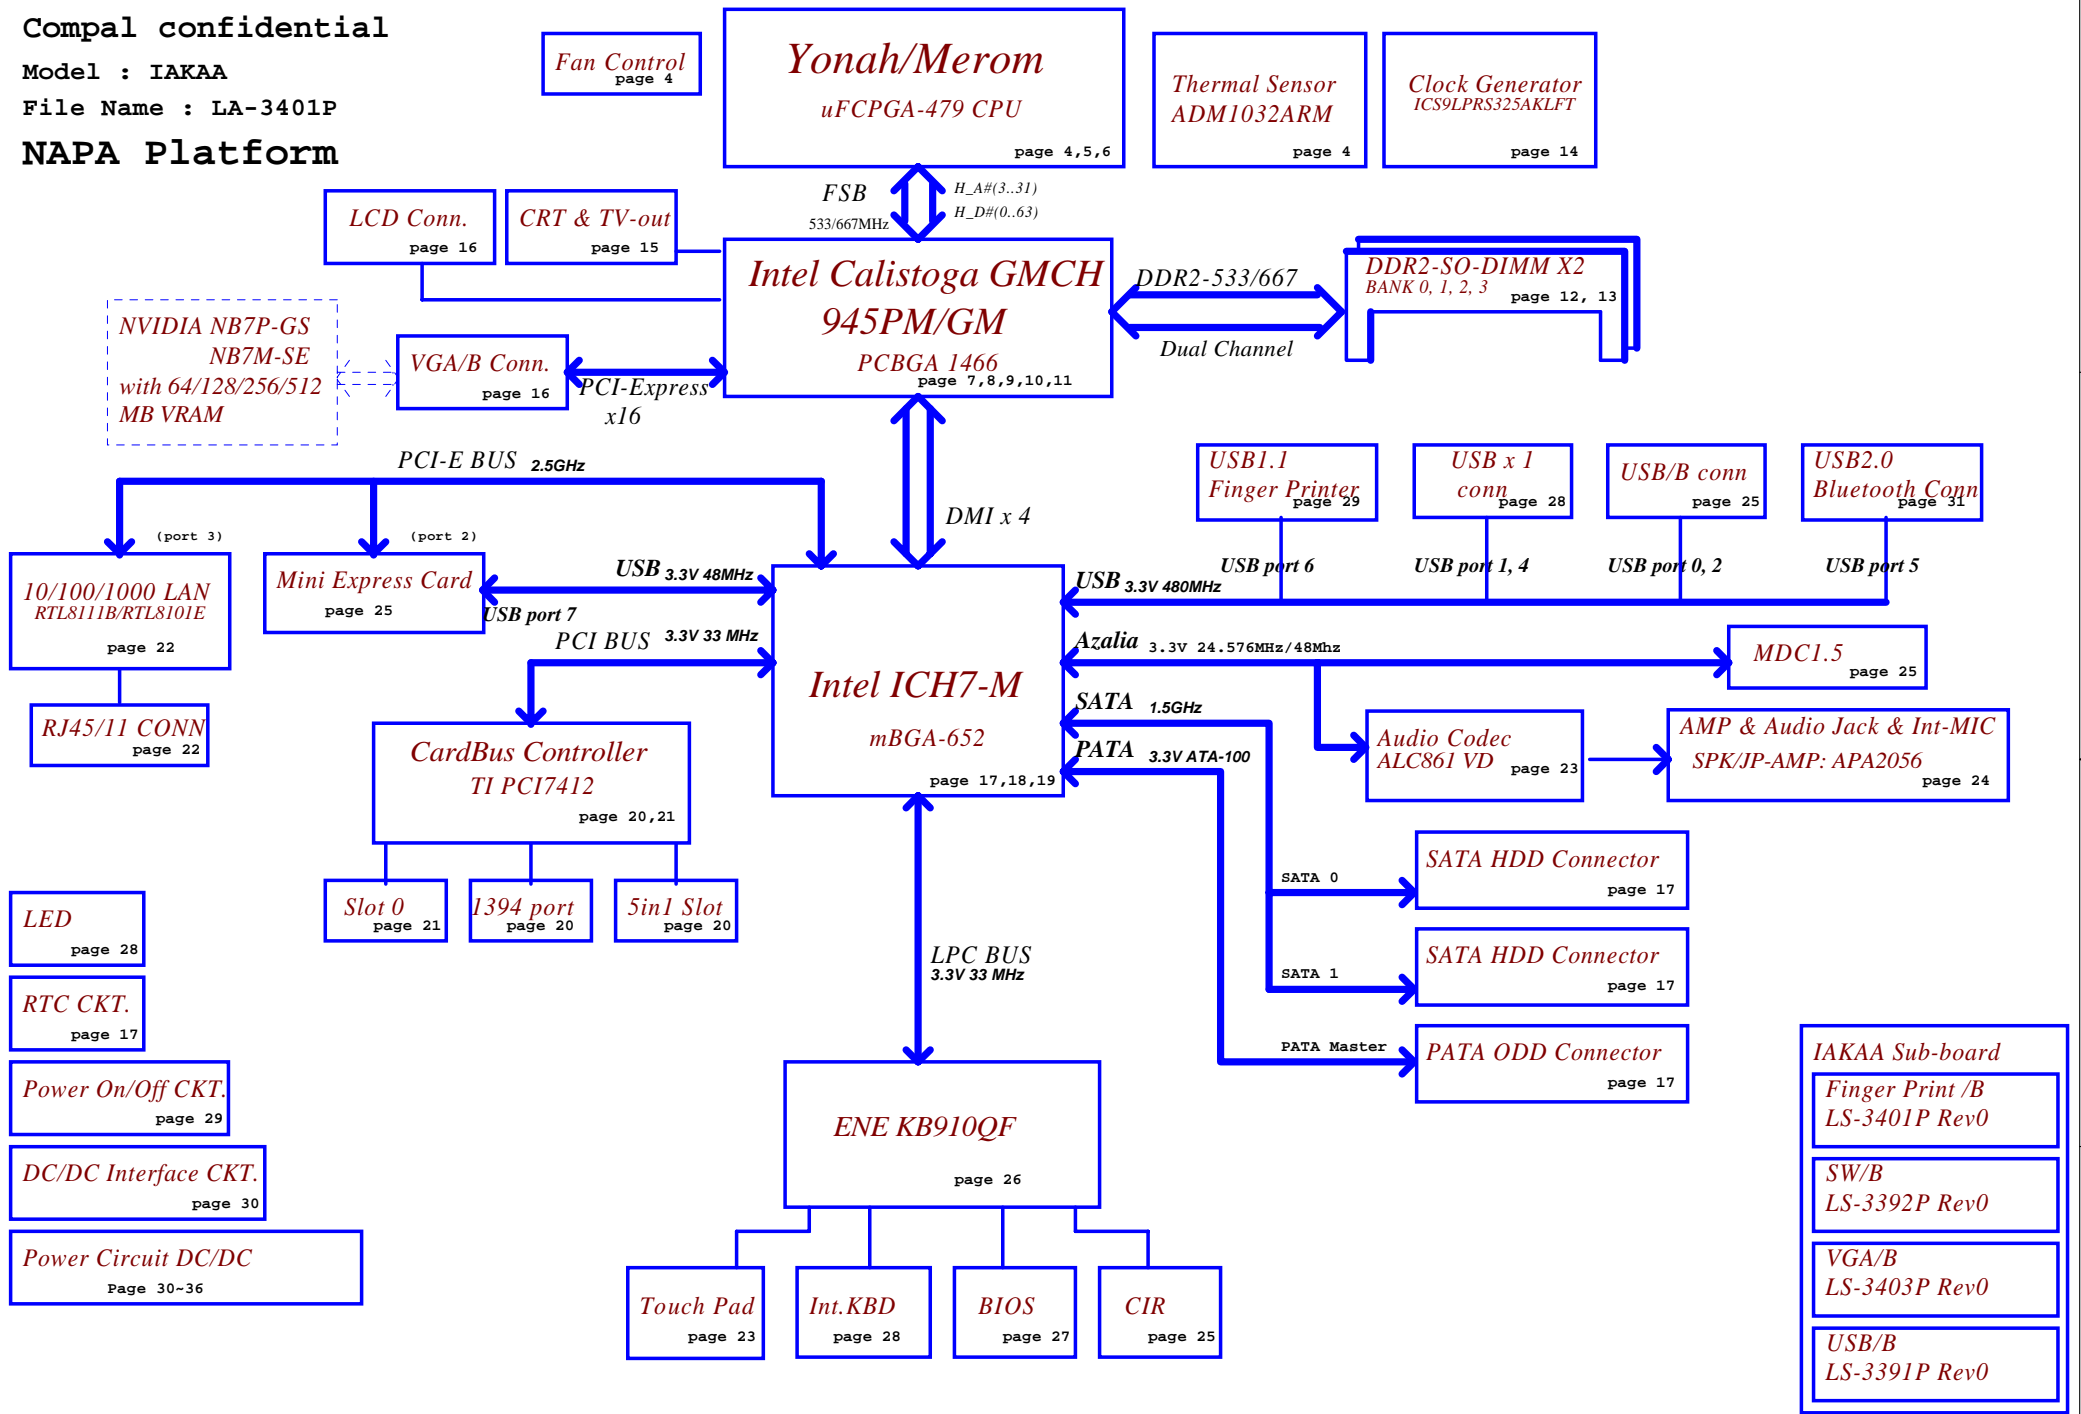 Compal confidential
Model : IAKAA
File Name : LA-3401P
NAPA Platform
Fan Control
page 4
Yonah/Merom
uFCPGA-479 CPU
page 4,5,6
Thermal Sensor
ADM1032ARM
page 4
Clock Generator
ICS9LPRS325AKLFT
page 14
FSB
533/667MHz
H_A#(3..31)
H_D#(0..63)
LCD Conn.
page 16
CRT & TV-out
page 15
Intel Calistoga GMCH
945PM/GM
PCBGA 1466
page 7,8,9,10,11
DDR2-533/667
Dual Channel
DDR2-SO-DIMM X2
BANK 0, 1, 2, 3
page 12, 13
NVIDIA NB7P-GS
NB7M-SE
with 64/128/256/512
MB VRAM
VGA/B Conn.
page 16
PCI-Express
x16
PCI-E BUS 2.5GHz
DMI x 4
USB1.1
Finger Printer
page 29
USB x 1
conn
page 28
USB/B conn
page 25
USB2.0
Bluetooth Conn
page 31
(port 3)
(port 2)
10/100/1000 LAN
RTL8111B/RTL8101E
page 22
Mini Express Card
page 25
USB 3.3V 48MHz
USB port 7
USB 3.3V 480MHz
USB port 6
USB port 1, 4
USB port 0, 2
USB port 5
PCI BUS 3.3V 33 MHz
RJ45/11 CONN
page 22
Intel ICH7-M
mBGA-652
page 17,18,19
Azalia 3.3V 24.576MHz/48Mhz
MDC1.5
page 25
SATA 1.5GHz
PATA 3.3V ATA-100
Audio Codec
ALC861 VD
page 23
AMP & Audio Jack & Int-MIC
SPK/JP-AMP: APA2056
page 24
CardBus Controller
TI PCI7412
page 20,21
Slot 0
page 21
1394 port
page 20
5in1 Slot
page 20
SATA 0
SATA HDD Connector
page 17
SATA 1
SATA HDD Connector
page 17
PATA Master
PATA ODD Connector
page 17
LPC BUS
3.3V 33 MHz
LED
page 28
RTC CKT.
page 17
Power On/Off CKT.
page 29
DC/DC Interface CKT.
page 30
Power Circuit DC/DC
Page 30~36
ENE KB910QF
page 26
Touch Pad
page 23
Int.KBD
page 28
BIOS
page 27
CIR
page 25
IAKAA Sub-board
Finger Print /B
LS-3401P Rev0
SW/B
LS-3392P Rev0
VGA/B
LS-3403P Rev0
USB/B
LS-3391P Rev0